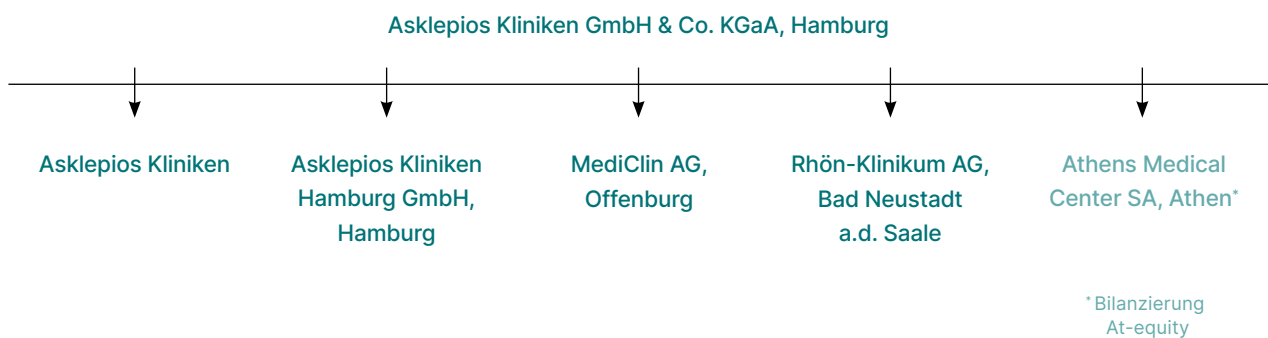 Asklepios Kliniken GmbH & Co. KGaA, Hamburg
Asklepios Kliniken
Asklepios Kliniken
Hamburg GmbH,
Hamburg
MediClin AG,
Offenburg
Rhön-Klinikum AG,
Bad Neustadt
a.d. Saale
Athens Medical
Center SA, Athen*
* Bilanzierung
At-equity